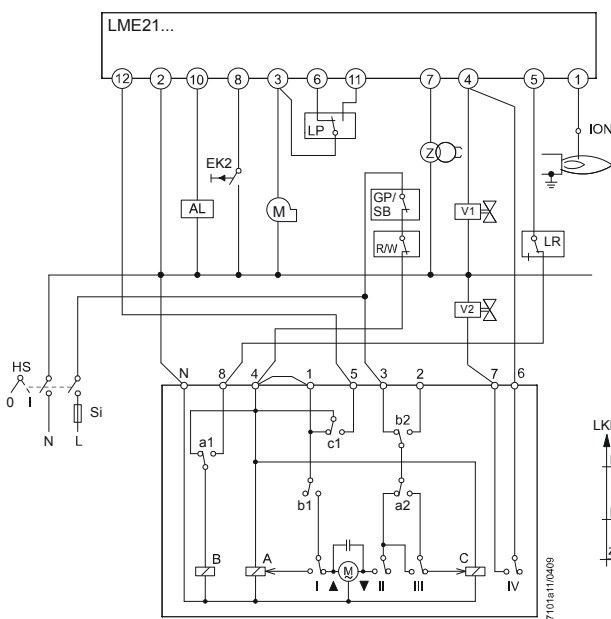 LME21...
12 2 10 8 3 6 11 7 4 5 1
LP
ION
EK2
Z
GP/
SB
AL
M
V1
R/W
LR
V2
HS
0 I
Si
N L
N 8 4 1 5 3 2 7 6
LK
c1
b2
a1
b1
a2
B A C
I M II III IV
7101a11/0409